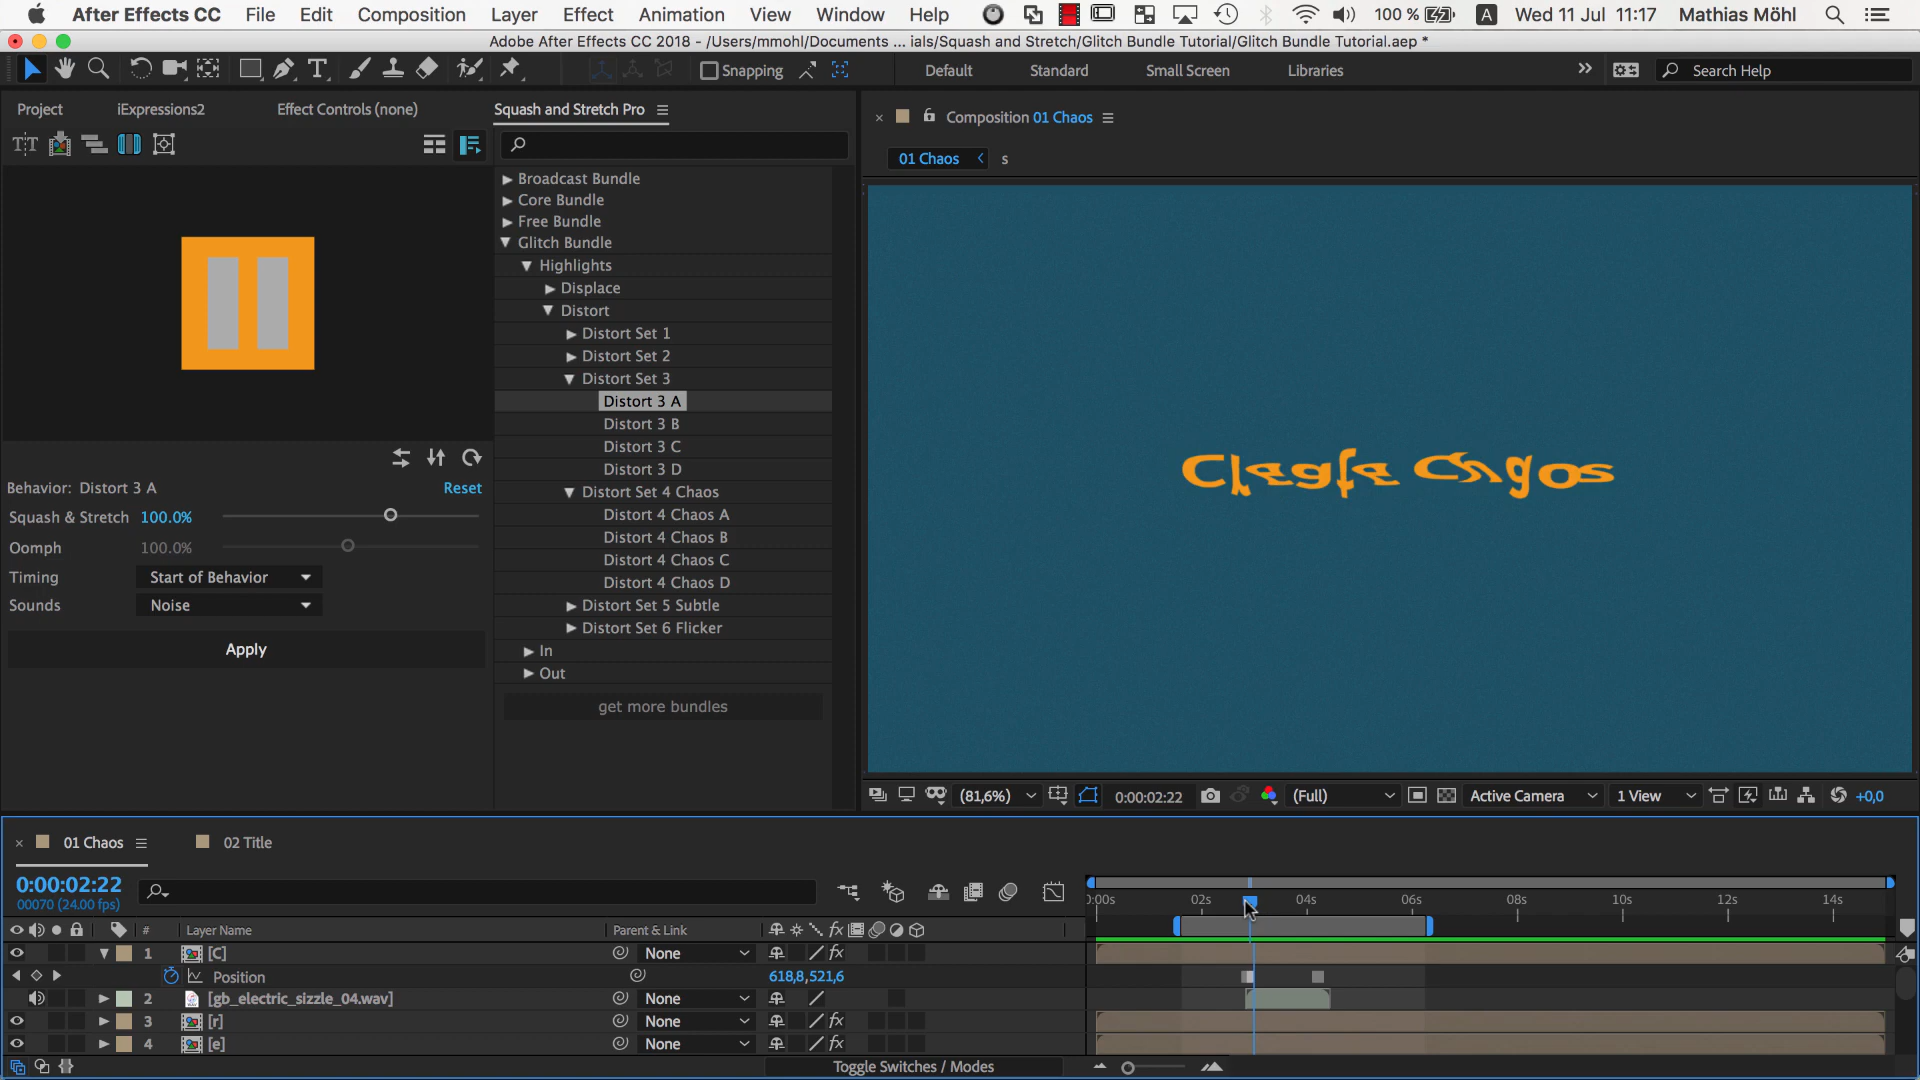 After Effects CC File Edit Composition Layer Effect Animation View Window Help 100 % A Wed 11 Jul 11:17 Mathias Möhl
Adobe After Effects CC 2018 - /Users/mmohl/Documents ... ials/Squash and Stretch/Glitch Bundle Tutorial/Glitch Bundle Tutorial.aep *
Snapping Default Standard Small Screen Libraries Search Help
Project iExpressions2 Effect Controls (none) Squash and Stretch Pro
Composition 01 Chaos
01 Chaos s
Broadcast Bundle
Core Bundle
Free Bundle
Glitch Bundle
Highlights
Displace
Distort
Distort Set 1
Distort Set 2
Distort Set 3
Distort 3 A
Distort 3 B
Distort 3 C
Distort 3 D
Distort Set 4 Chaos
Distort 4 Chaos A
Distort 4 Chaos B
Distort 4 Chaos C
Distort 4 Chaos D
Distort Set 5 Subtle
Distort Set 6 Flicker
In
Out
get more bundles
Behavior: Distort 3 A Reset
Squash & Stretch 100.0%
Oomph 100.0%
Timing Start of Behavior
Sounds Noise
Apply
(81,6%) 0:00:02:22 (Full) Active Camera 1 View +0,0
01 Chaos 02 Title
0:00:02:22
00070 (24.00 fps)
0:00s 02s 04s 06s 08s 10s 12s 14s
# Layer Name Parent & Link
1 [C] None
Position 618,8,521,6
2 [gb_electric_sizzle_04.wav] None
3 [r] None
4 [e] None
Toggle Switches / Modes